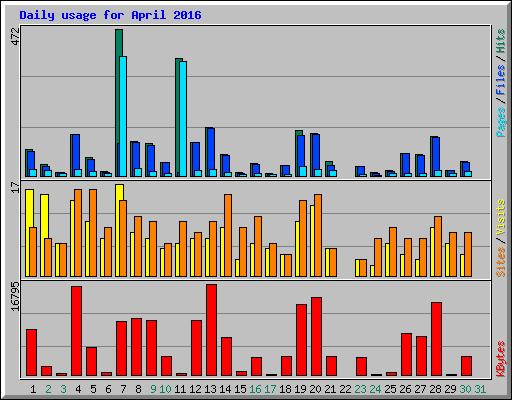 Daily usage for April 2016
472
Pages / Files / Hits
17
Sites / Visits
16795
KBytes
1 2 3 4 5 6 7 8 9 10 11 12 13 14 15 16 17 18 19 20 21 22 23 24 25 26 27 28 29 30 31